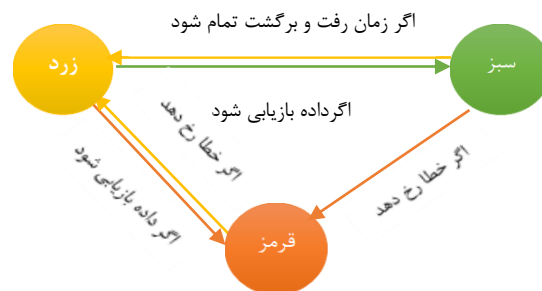 اگر زمان رفت و برگشت تمام شود
زرد
سبز
اگرداده بازیابی شود
اگر خطا رخ دهد
اگر داده بازیابی شود
اگر خطا رخ دهد
قرمز